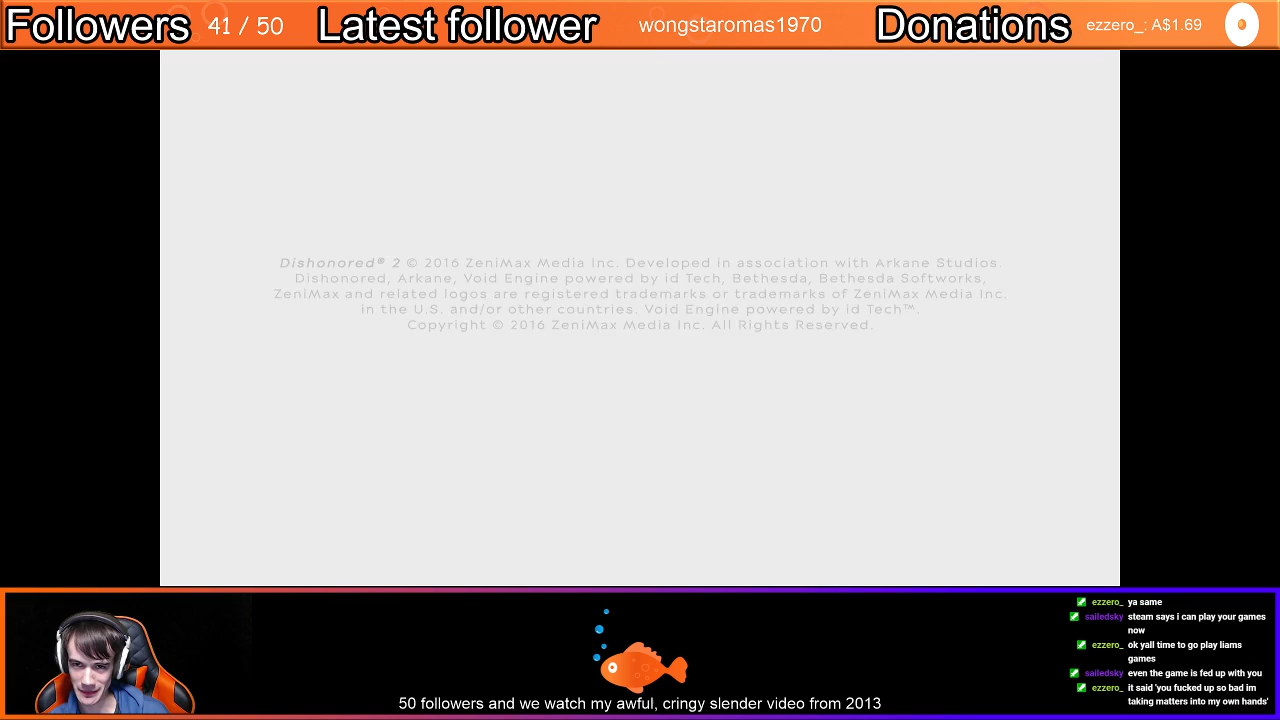 Followers 41 / 50 Latest follower wongstaromas1970 Donations ezzero_: A$1.69
Dishonored® 2 © 2016 ZeniMax Media Inc. Developed in association with Arkane Studios.
Dishonored, Arkane, Void Engine powered by id Tech, Bethesda, Bethesda Softworks,
ZeniMax and related logos are registered trademarks or trademarks of ZeniMax Media Inc.
in the U.S. and/or other countries. Void Engine powered by id Tech™.
Copyright © 2016 ZeniMax Media Inc. All Rights Reserved.
ezzero_ ya same
sailedsky steam says i can play your games
now
ezzero_ ok yall time to go play liams
games
sailedsky even the game is fed up with you
ezzero_ it said 'you fucked up so bad im
taking matters into my own hands'
50 followers and we watch my awful, cringy slender video from 2013